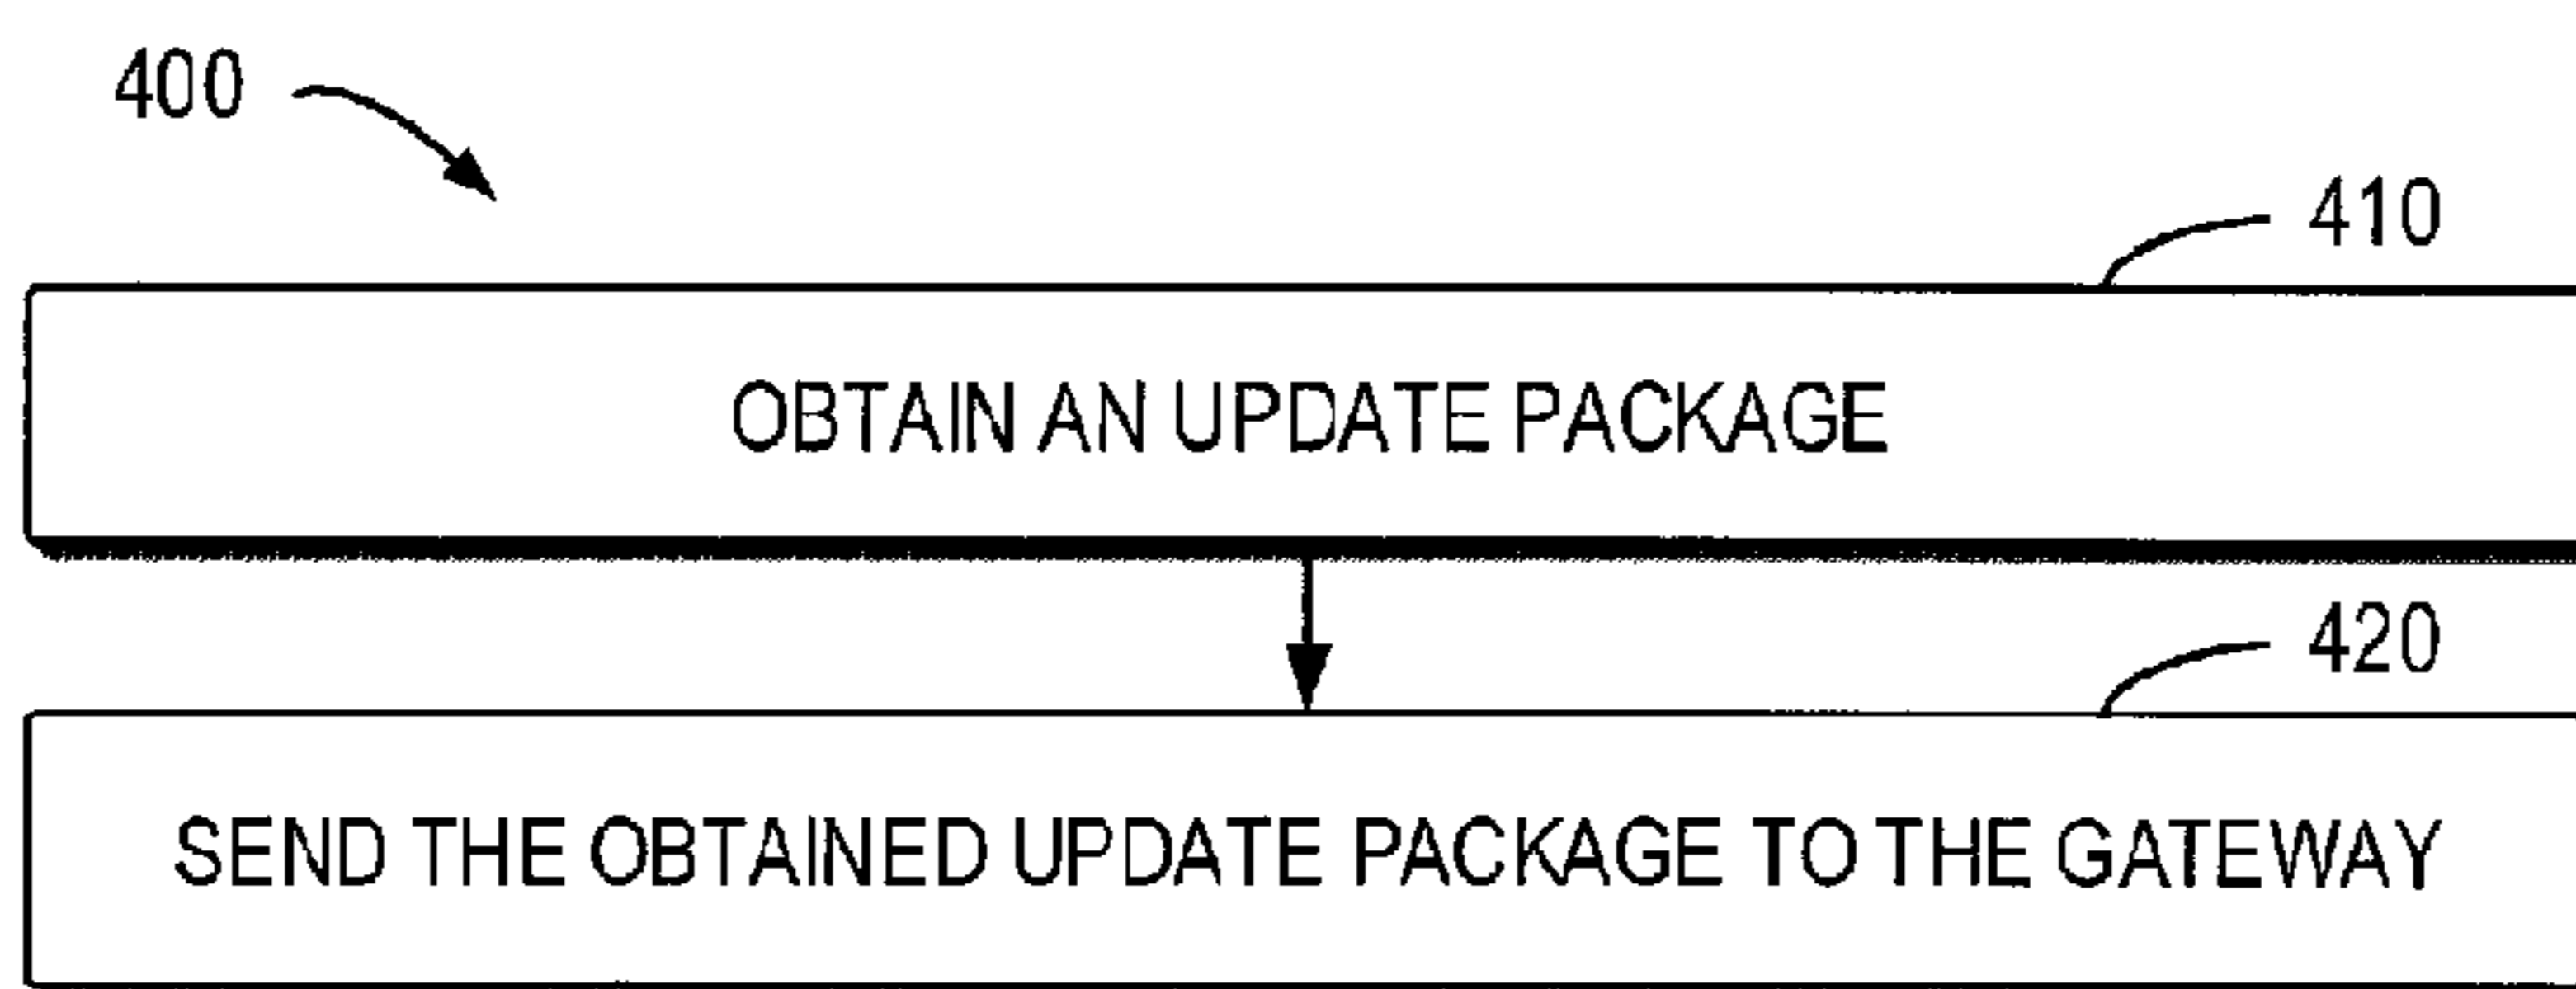 400
410
OBTAIN AN UPDATE PACKAGE
420
SEND THE OBTAINED UPDATE PACKAGE TO THE GATEWAY